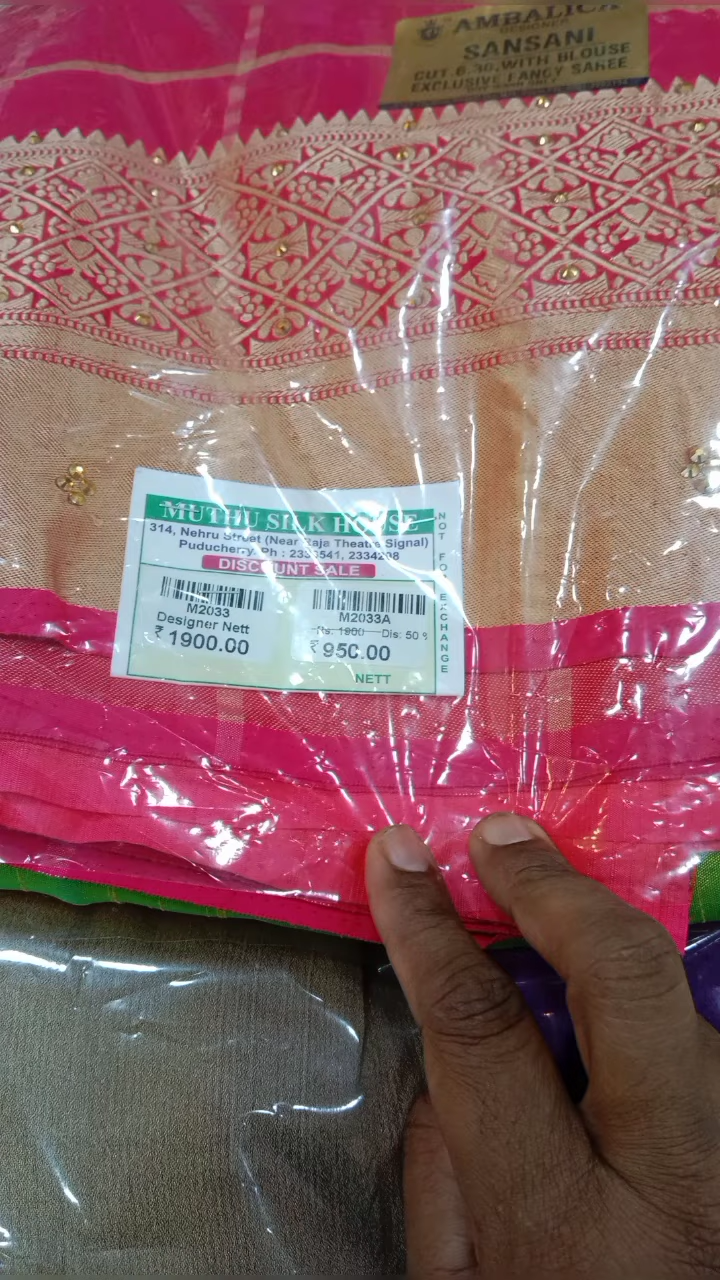 AMBALICA
DESIGNER
SANSANI
CUT 6.30, WITH BLOUSE
EXCLUSIVE FANCY SAREE
MUTHU SILK HOUSE
314, Nehru Street (Near Raja Theatre Signal)
Puducherry. Ph : 2334208
DISCOUNT SALE
M2033
Designer Nett
₹ 1900.00
M2033A
Rs. 1900 Dis: 50 %
₹ 950.00
NETT
NOT FOR EXCHANGE